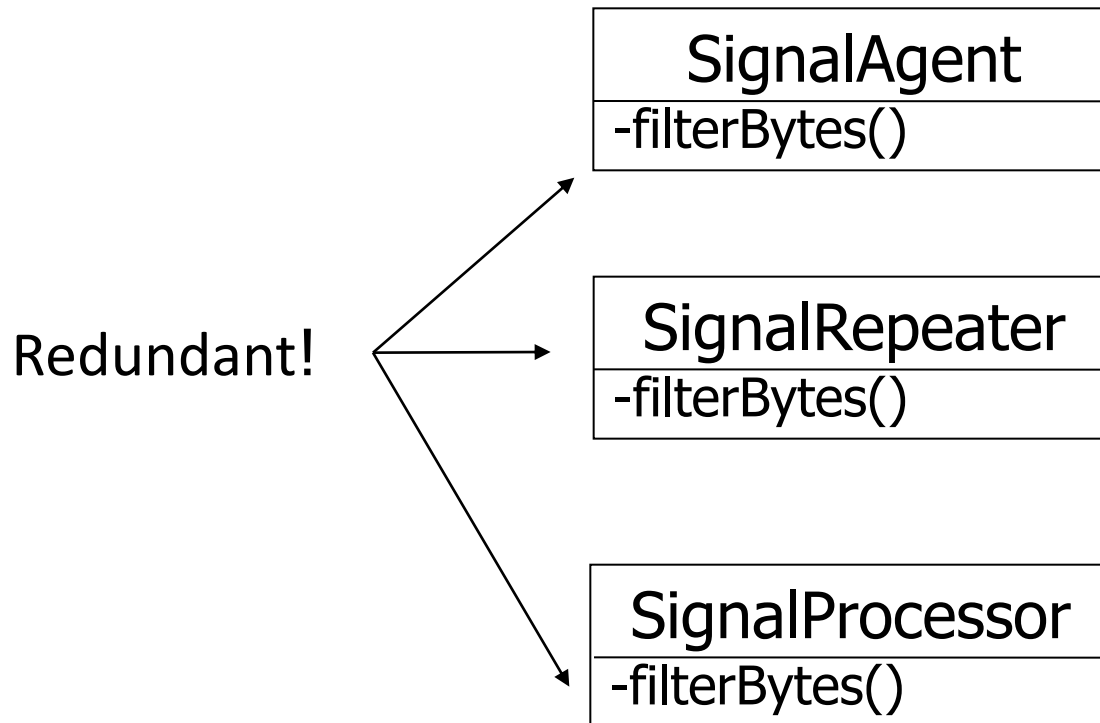 SignalAgent
-filterBytes()
Redundant!
SignalRepeater
-filterBytes()
SignalProcessor
-filterBytes()